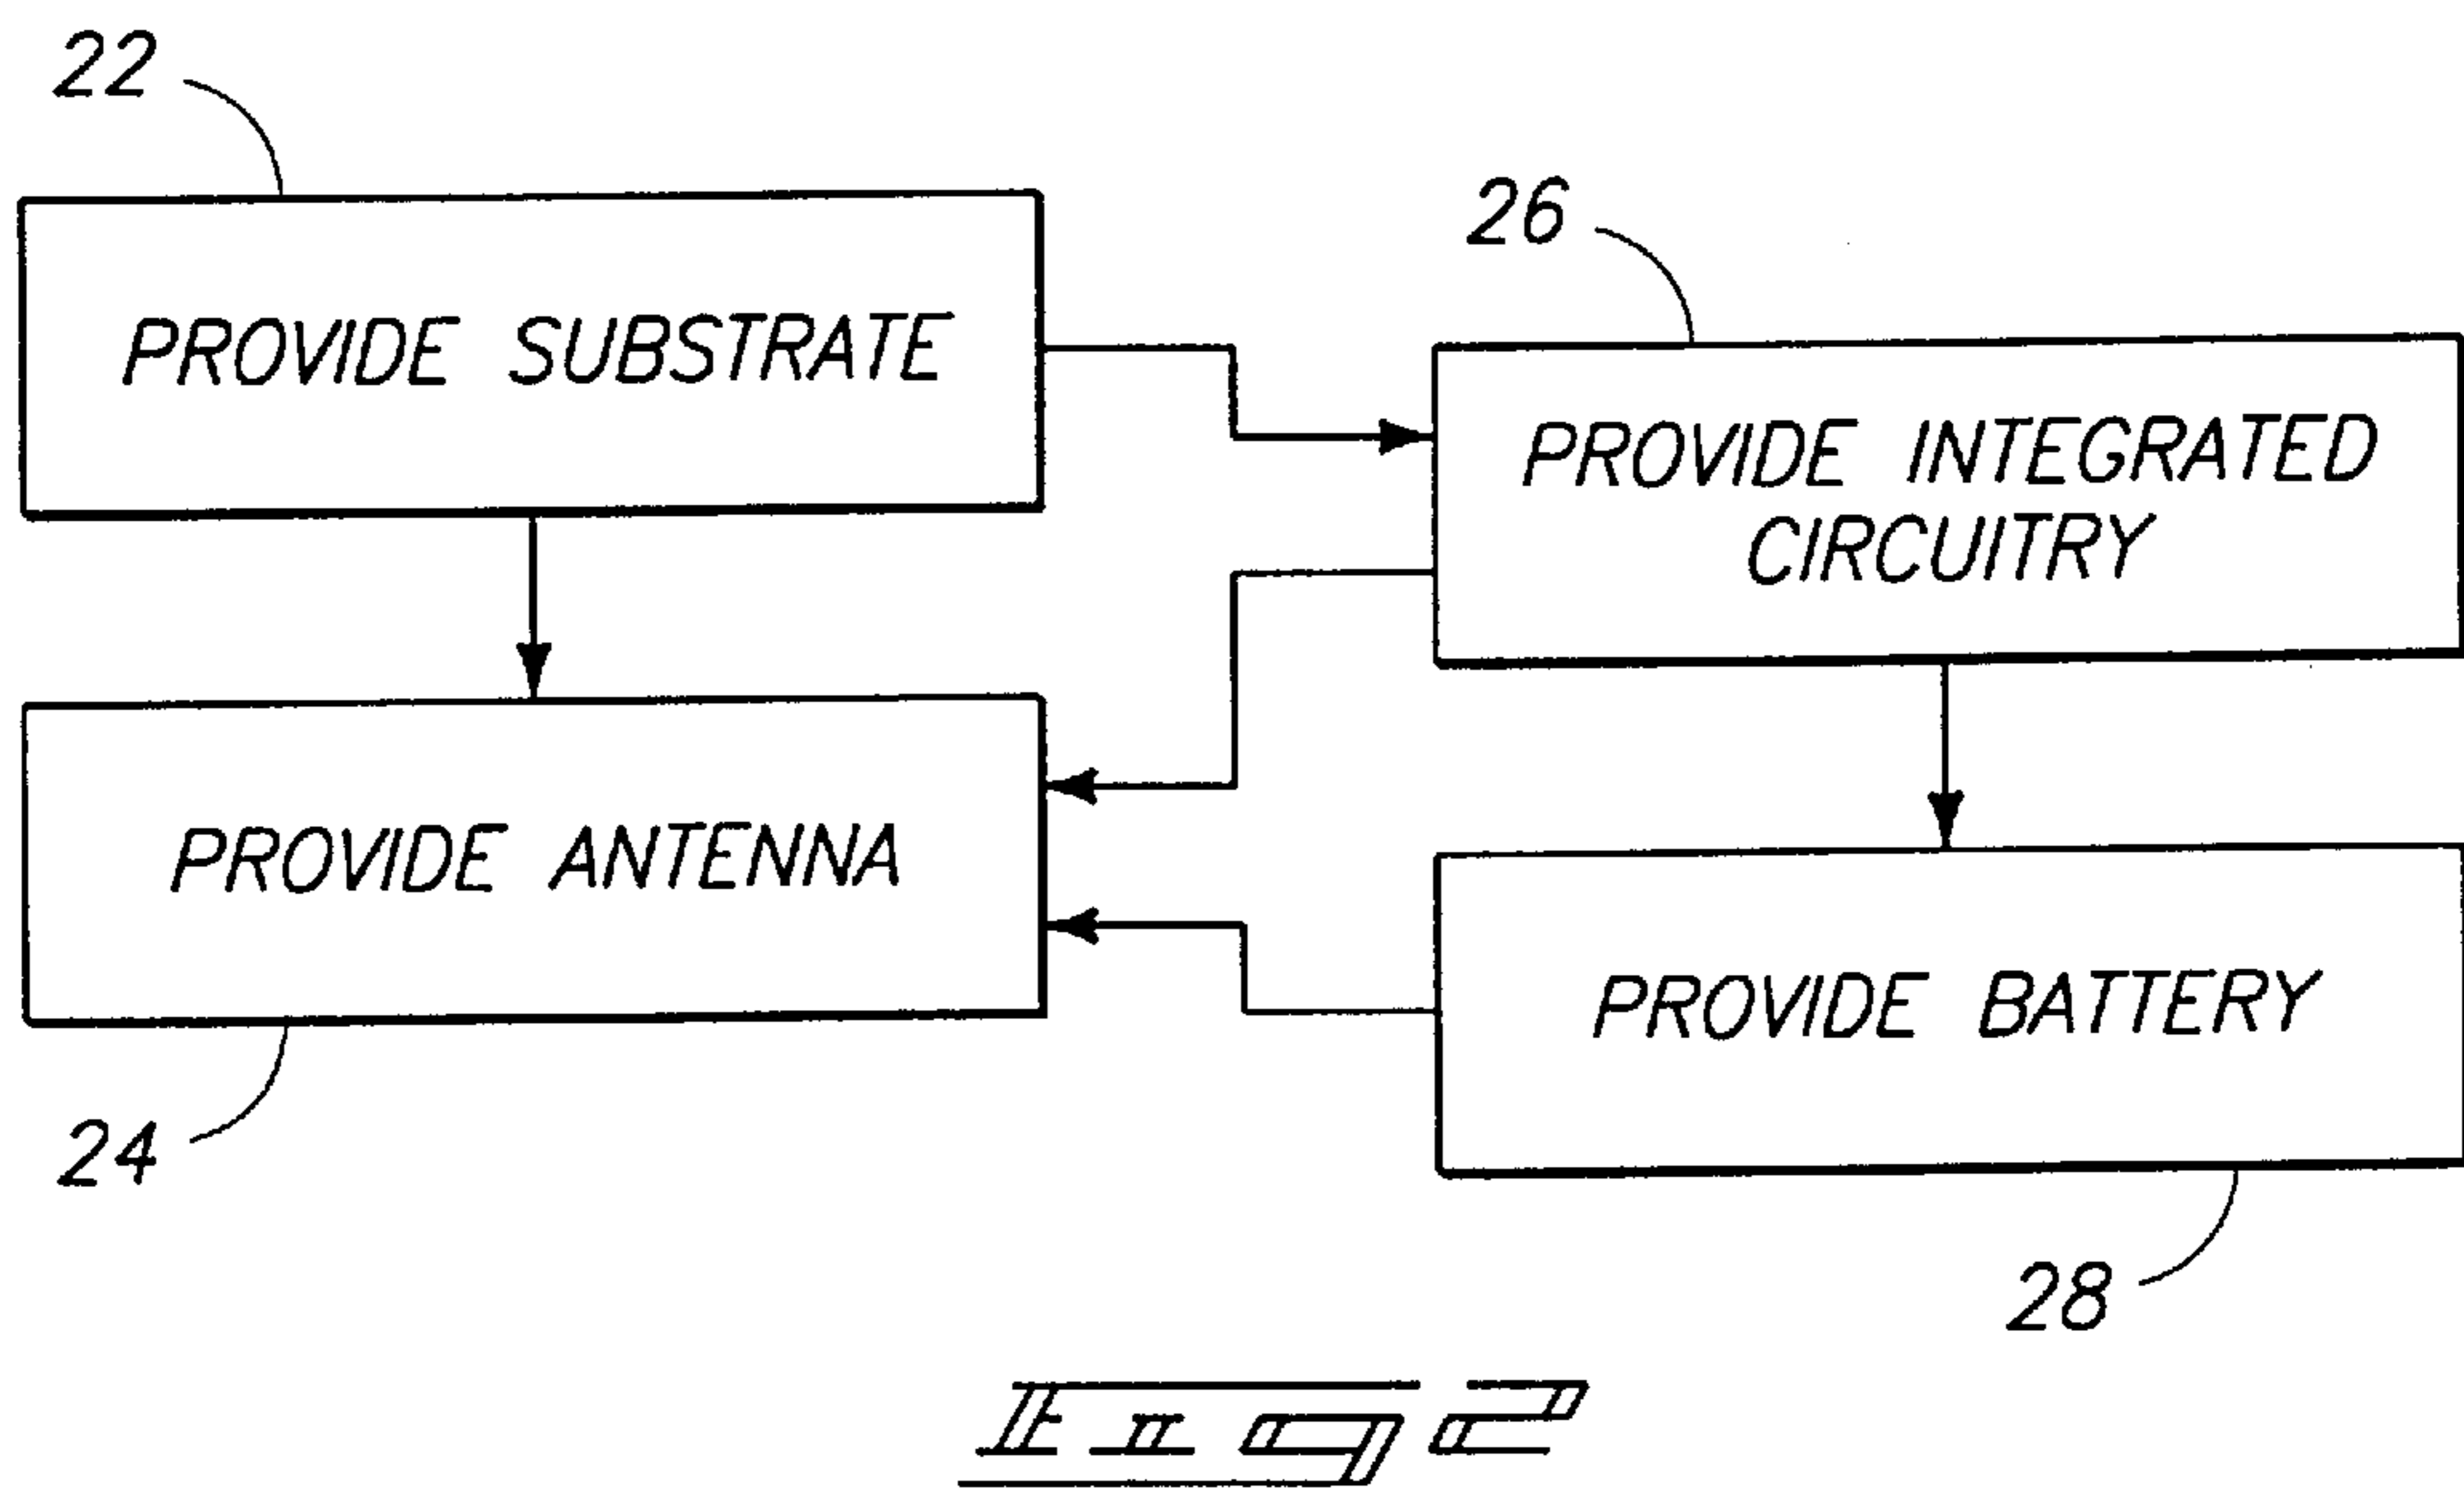 22
PROVIDE SUBSTRATE
26
PROVIDE INTEGRATED
CIRCUITRY
PROVIDE ANTENNA
24
PROVIDE BATTERY
28
Fig 2